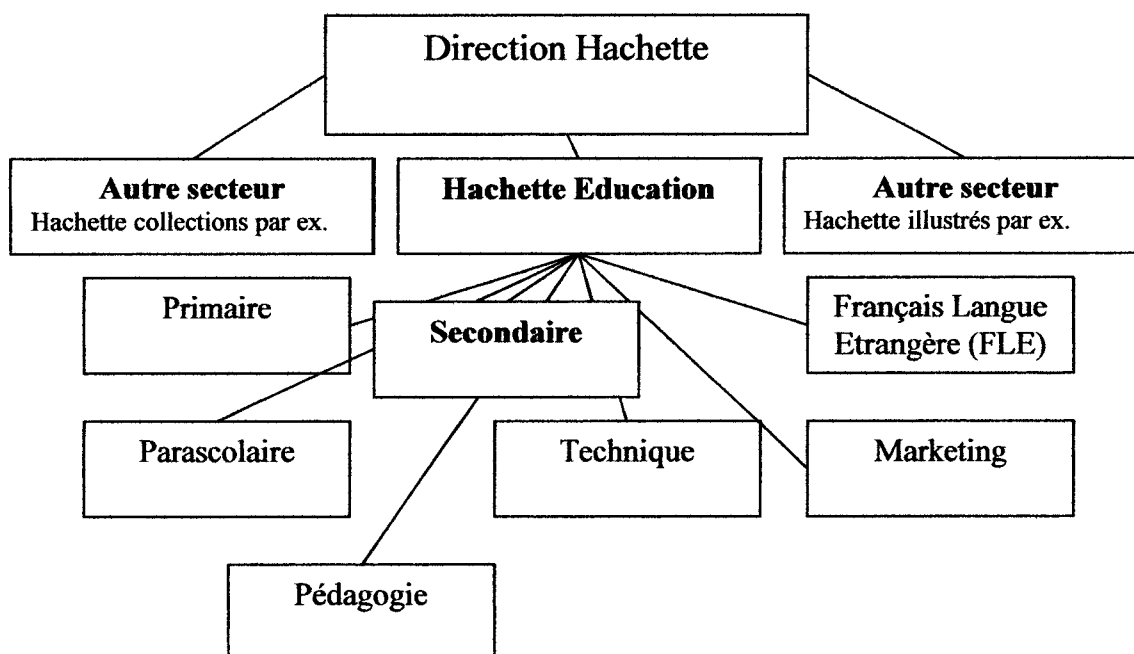 Direction Hachette
Autre secteur
Hachette collections par ex.
Hachette Education
Autre secteur
Hachette illustrés par ex.
Primaire
Secondaire
Français Langue
Etrangère (FLE)
Parascolaire
Technique
Marketing
Pédagogie